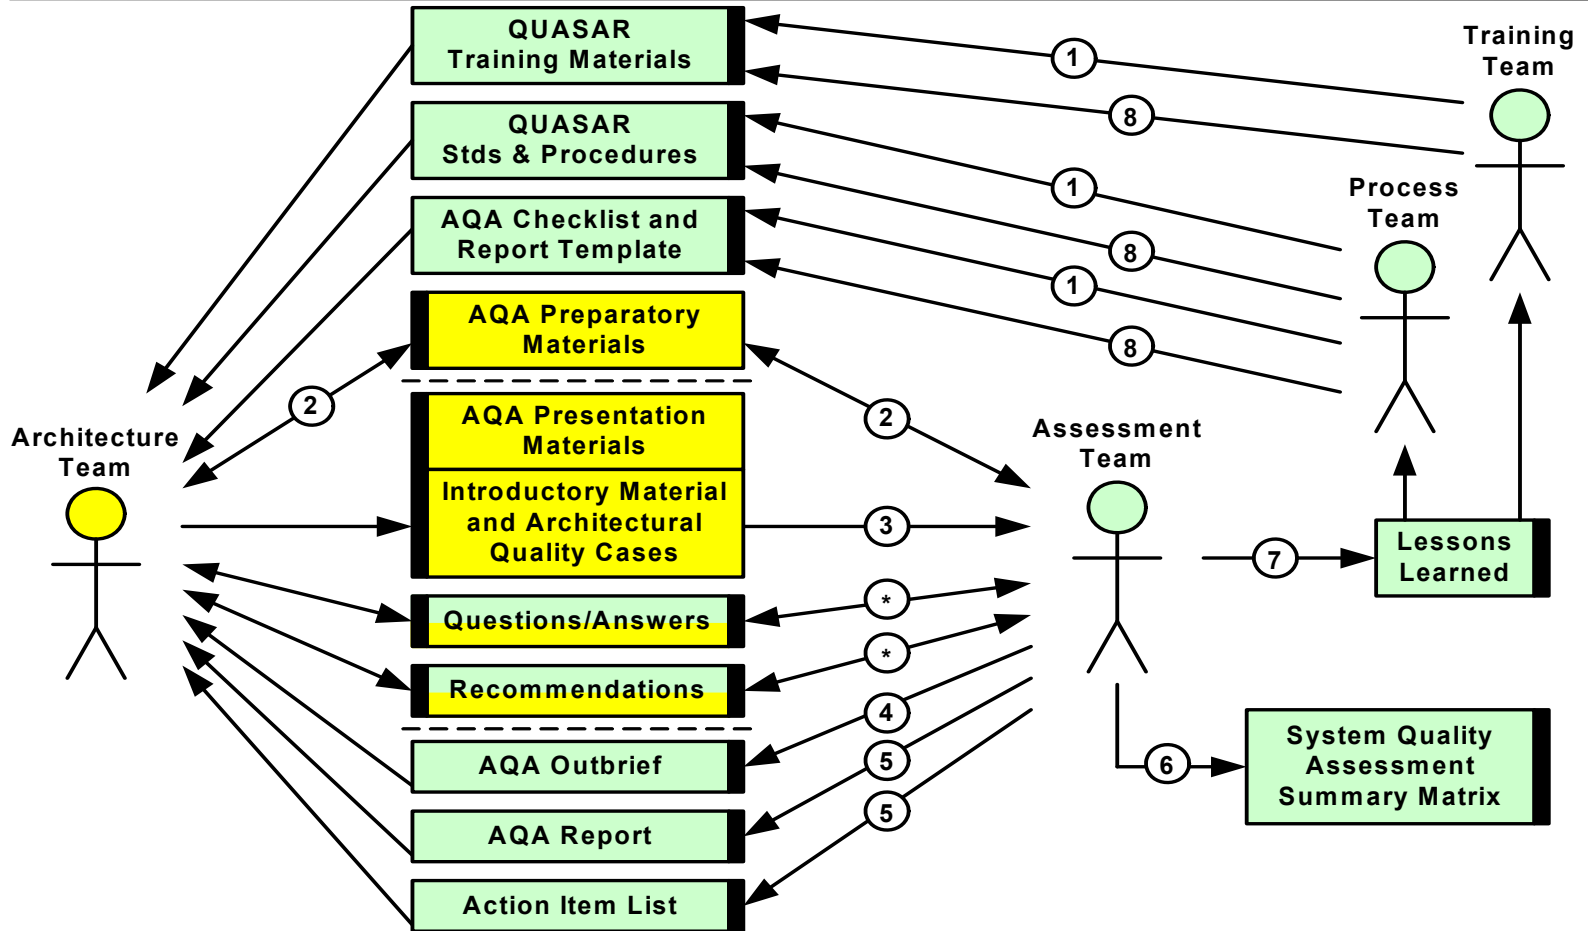 QUASAR
Training Materials
QUASAR
Stds & Procedures
AQA Checklist and
Report Template
AQA Preparatory
Materials
AQA Presentation
Materials
Introductory Material
and Architectural
Quality Cases
Questions/Answers
Recommendations
AQA Outbrief
AQA Report
Action Item List
Architecture
Team
2
1
8
1
8
1
8
2
3
*
*
4
5
5
Training
Team
Process
Team
Assessment
Team
7
Lessons
Learned
6
System Quality
Assessment
Summary Matrix